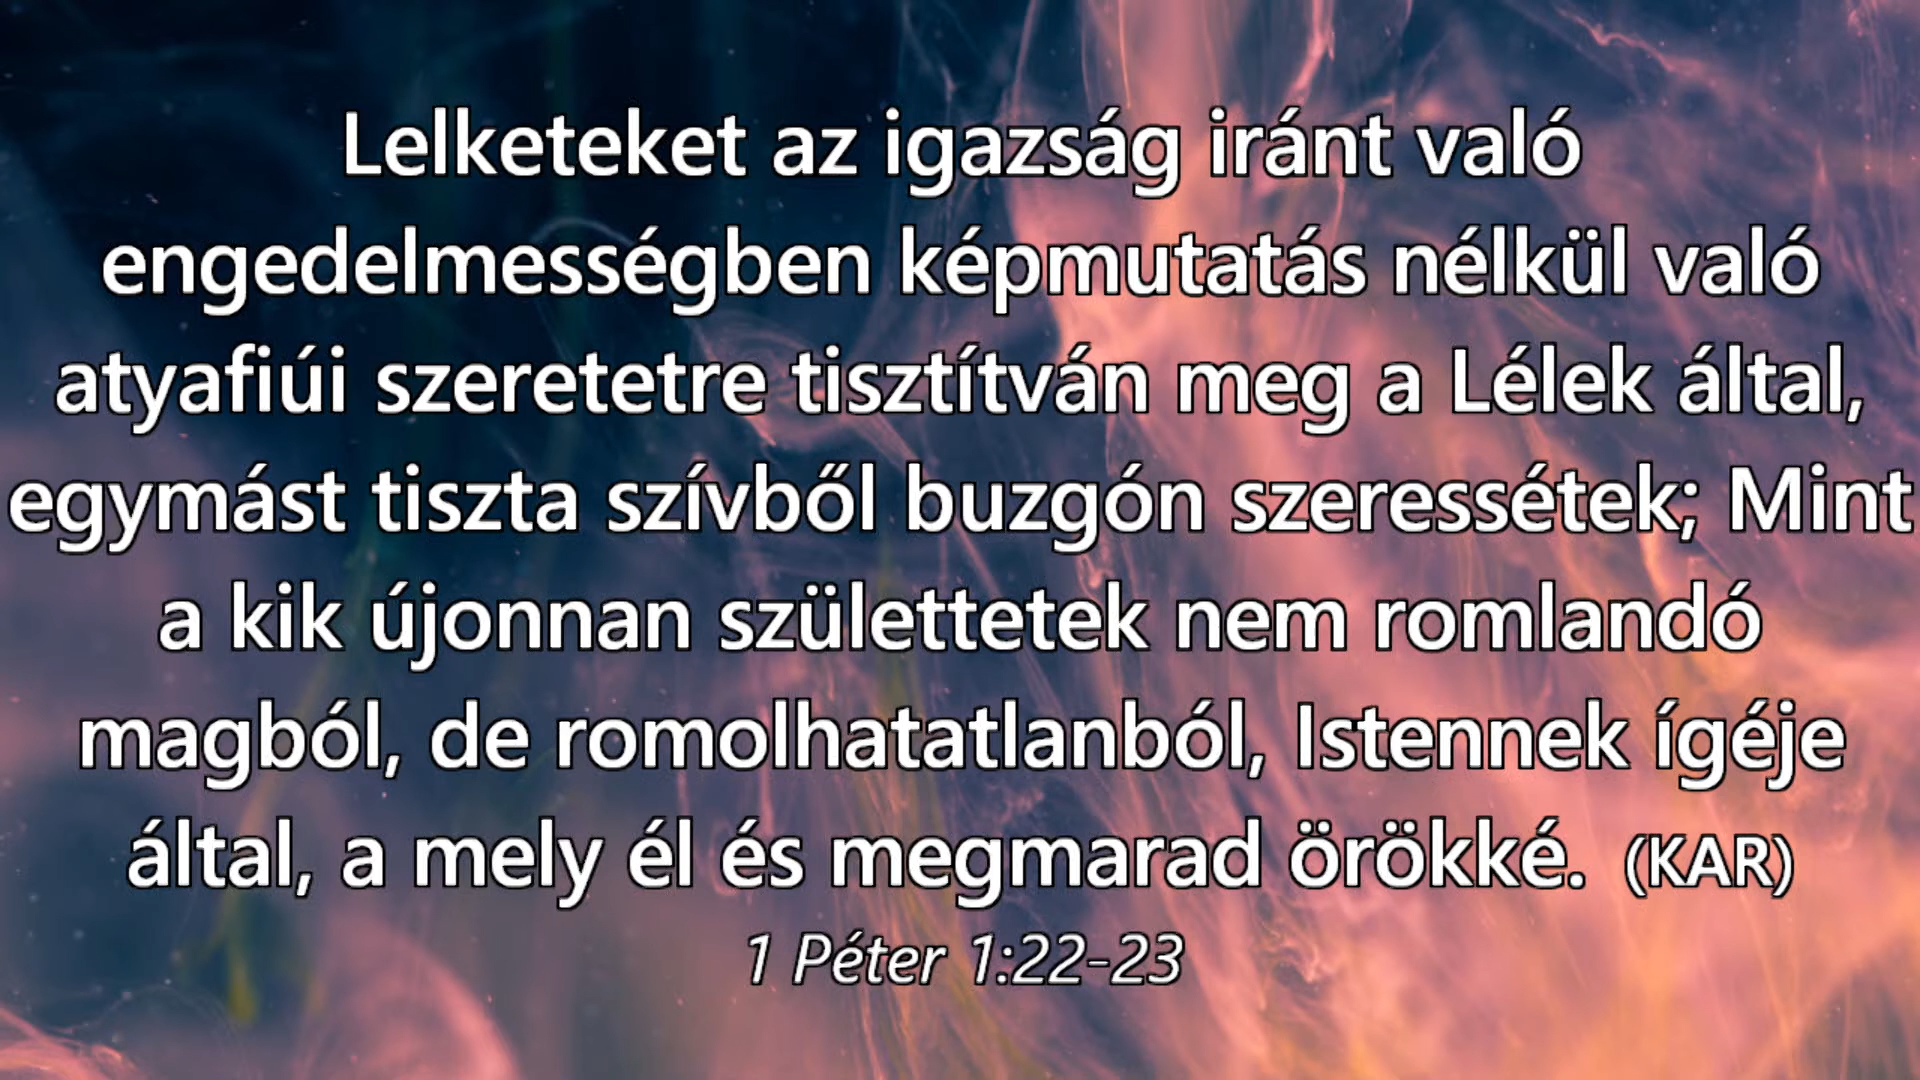 Lelketeket az igazság iránt való
engedelmességben képmutatás nélkül való
atyafiúi szeretetre tisztítván meg a Lélek által,
egymást tiszta szívből buzgón szeressétek; Mint
a kik újonnan születtetek nem romlandó
magból, de romolhatatlanból, Istennek ígéje
által, a mely él és megmarad örökké. (KAR)
1 Péter 1:22-23